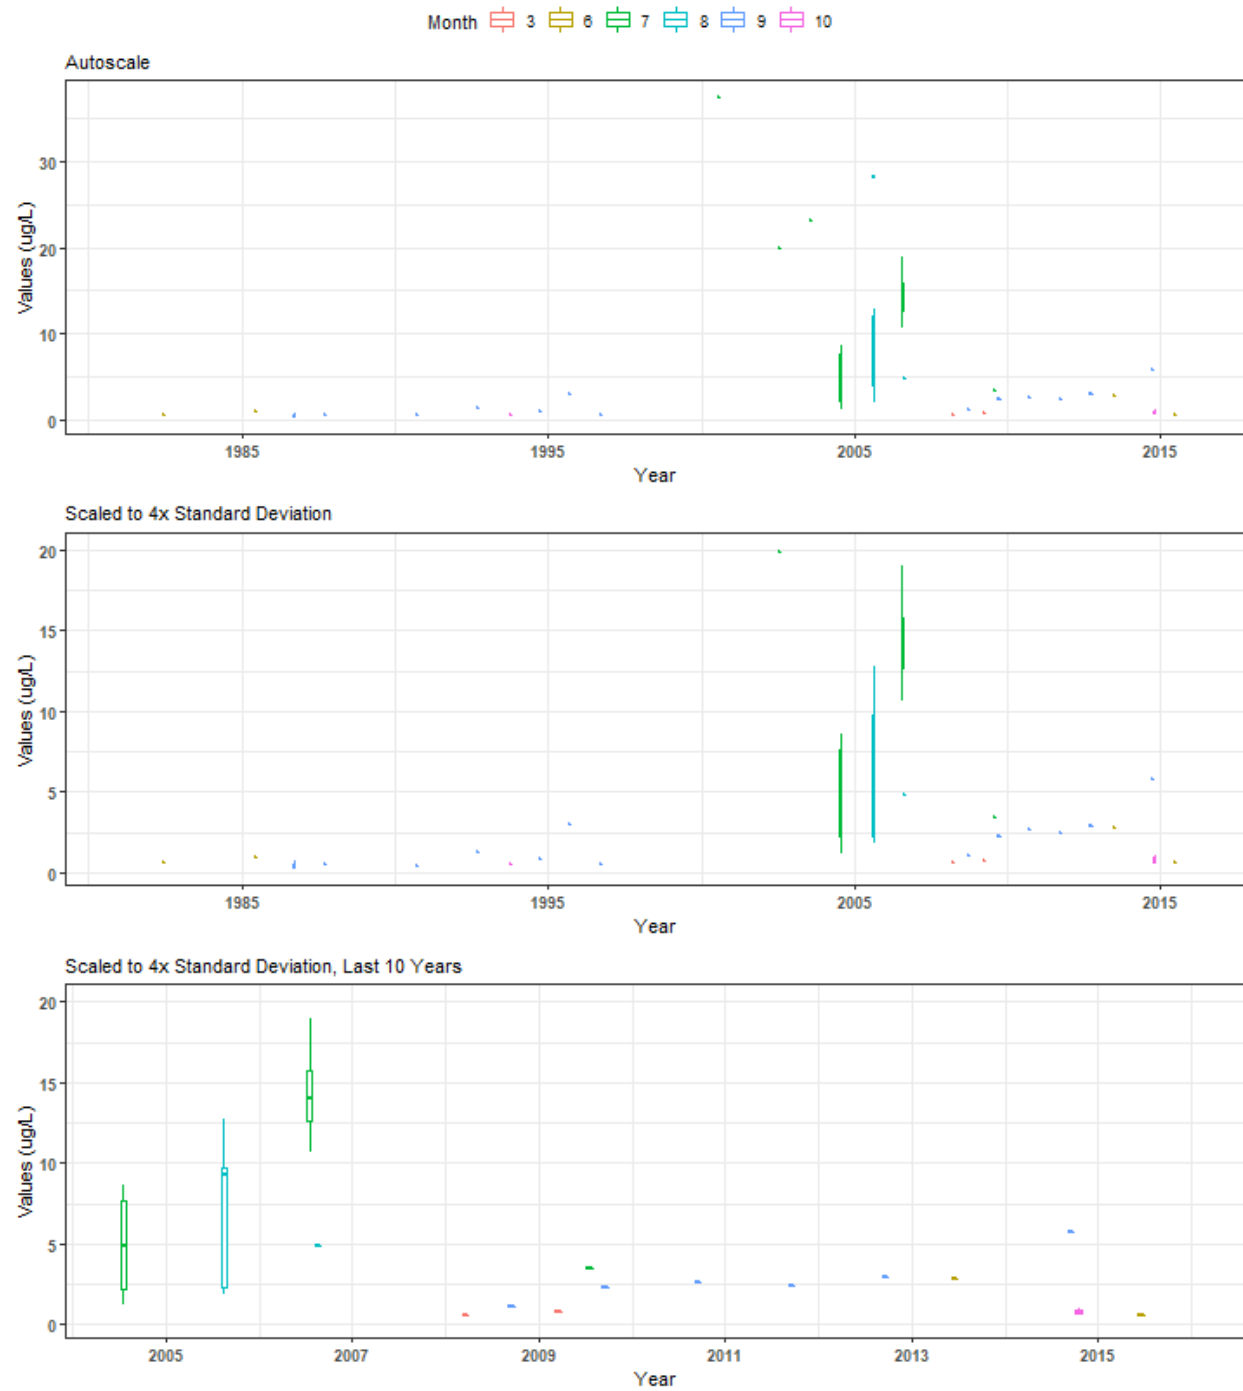 Month 3 6 7 8 9 10
Autoscale
Values (ug/L)
30
20
10
0
1985 1995 2005 2015
Year
Scaled to 4x Standard Deviation
Values (ug/L)
20
15
10
5
0
1985 1995 2005 2015
Year
Scaled to 4x Standard Deviation, Last 10 Years
Values (ug/L)
20
15
10
5
0
2005 2007 2009 2011 2013 2015
Year